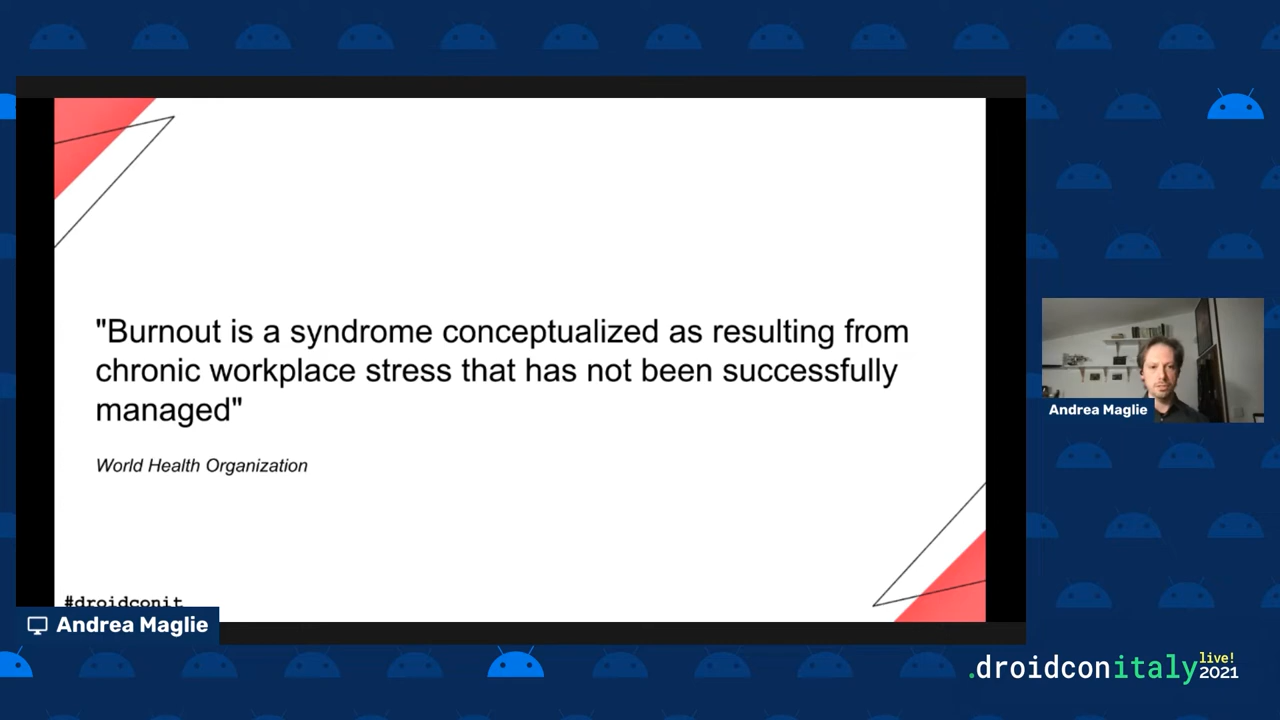 "Burnout is a syndrome conceptualized as resulting from
chronic workplace stress that has not been successfully
managed"
World Health Organization
#droidconit
Andrea Maglie
Andrea Maglie
.droidconitaly live! 2021